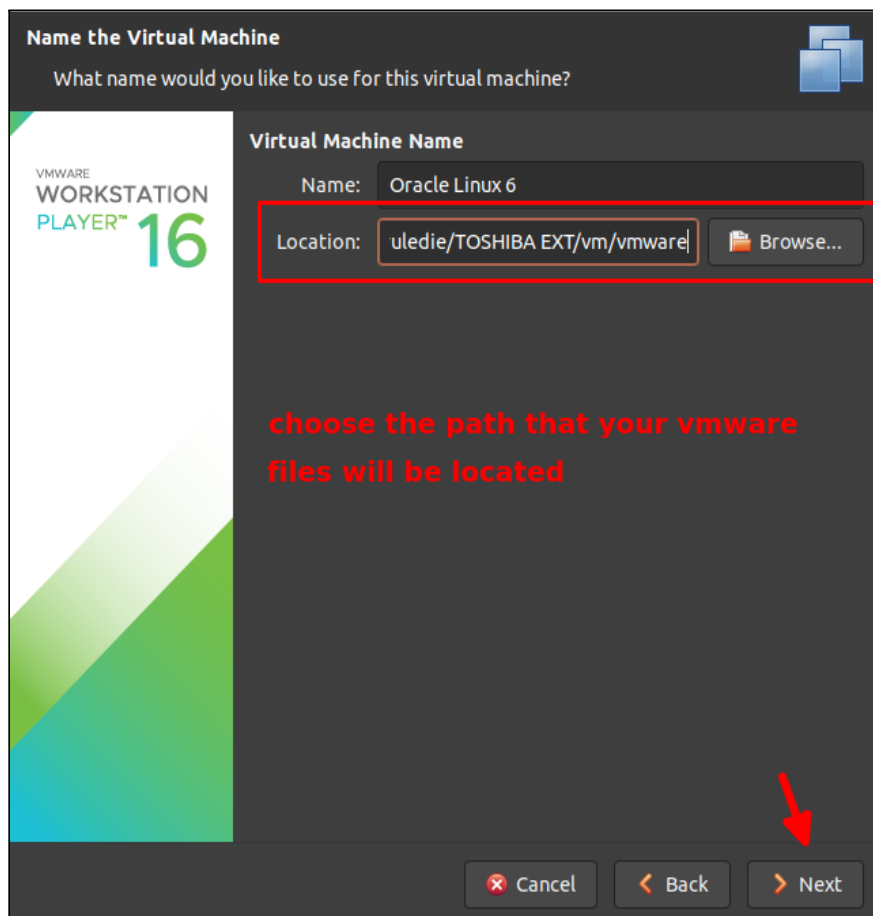 Name the Virtual Machine
What name would you like to use for this virtual machine?
VMWARE
WORKSTATION
PLAYER™ 16
Virtual Machine Name
Name: Oracle Linux 6
Location: uledie/TOSHIBA EXT/vm/vmware Browse...
choose the path that your vmware
files will be located
Cancel Back Next